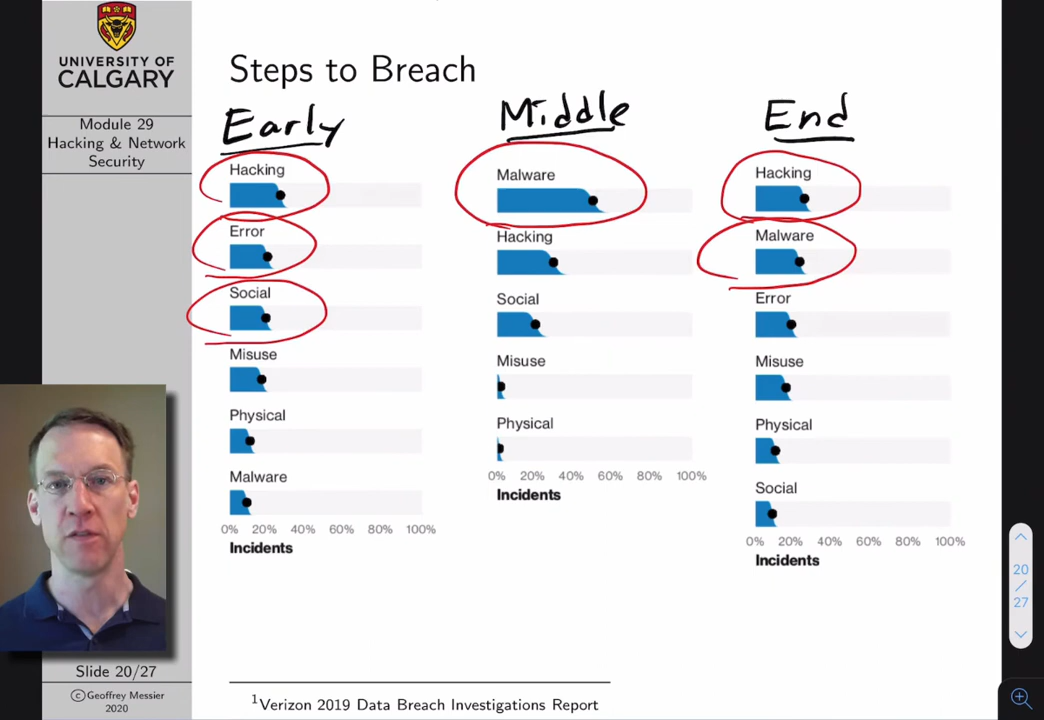 UNIVERSITY OF
CALGARY
Module 29
Hacking & Network
Security
Steps to Breach
Early
Hacking
Error
Social
Misuse
Physical
Malware
0% 20% 40% 60% 80% 100%
Incidents
Middle
Malware
Hacking
Social
Misuse
Physical
0% 20% 40% 60% 80% 100%
Incidents
End
Hacking
Malware
Error
Misuse
Physical
Social
0% 20% 40% 60% 80% 100%
Incidents
20
/
27
Slide 20/27
©Geoffrey Messier
2020
1Verizon 2019 Data Breach Investigations Report